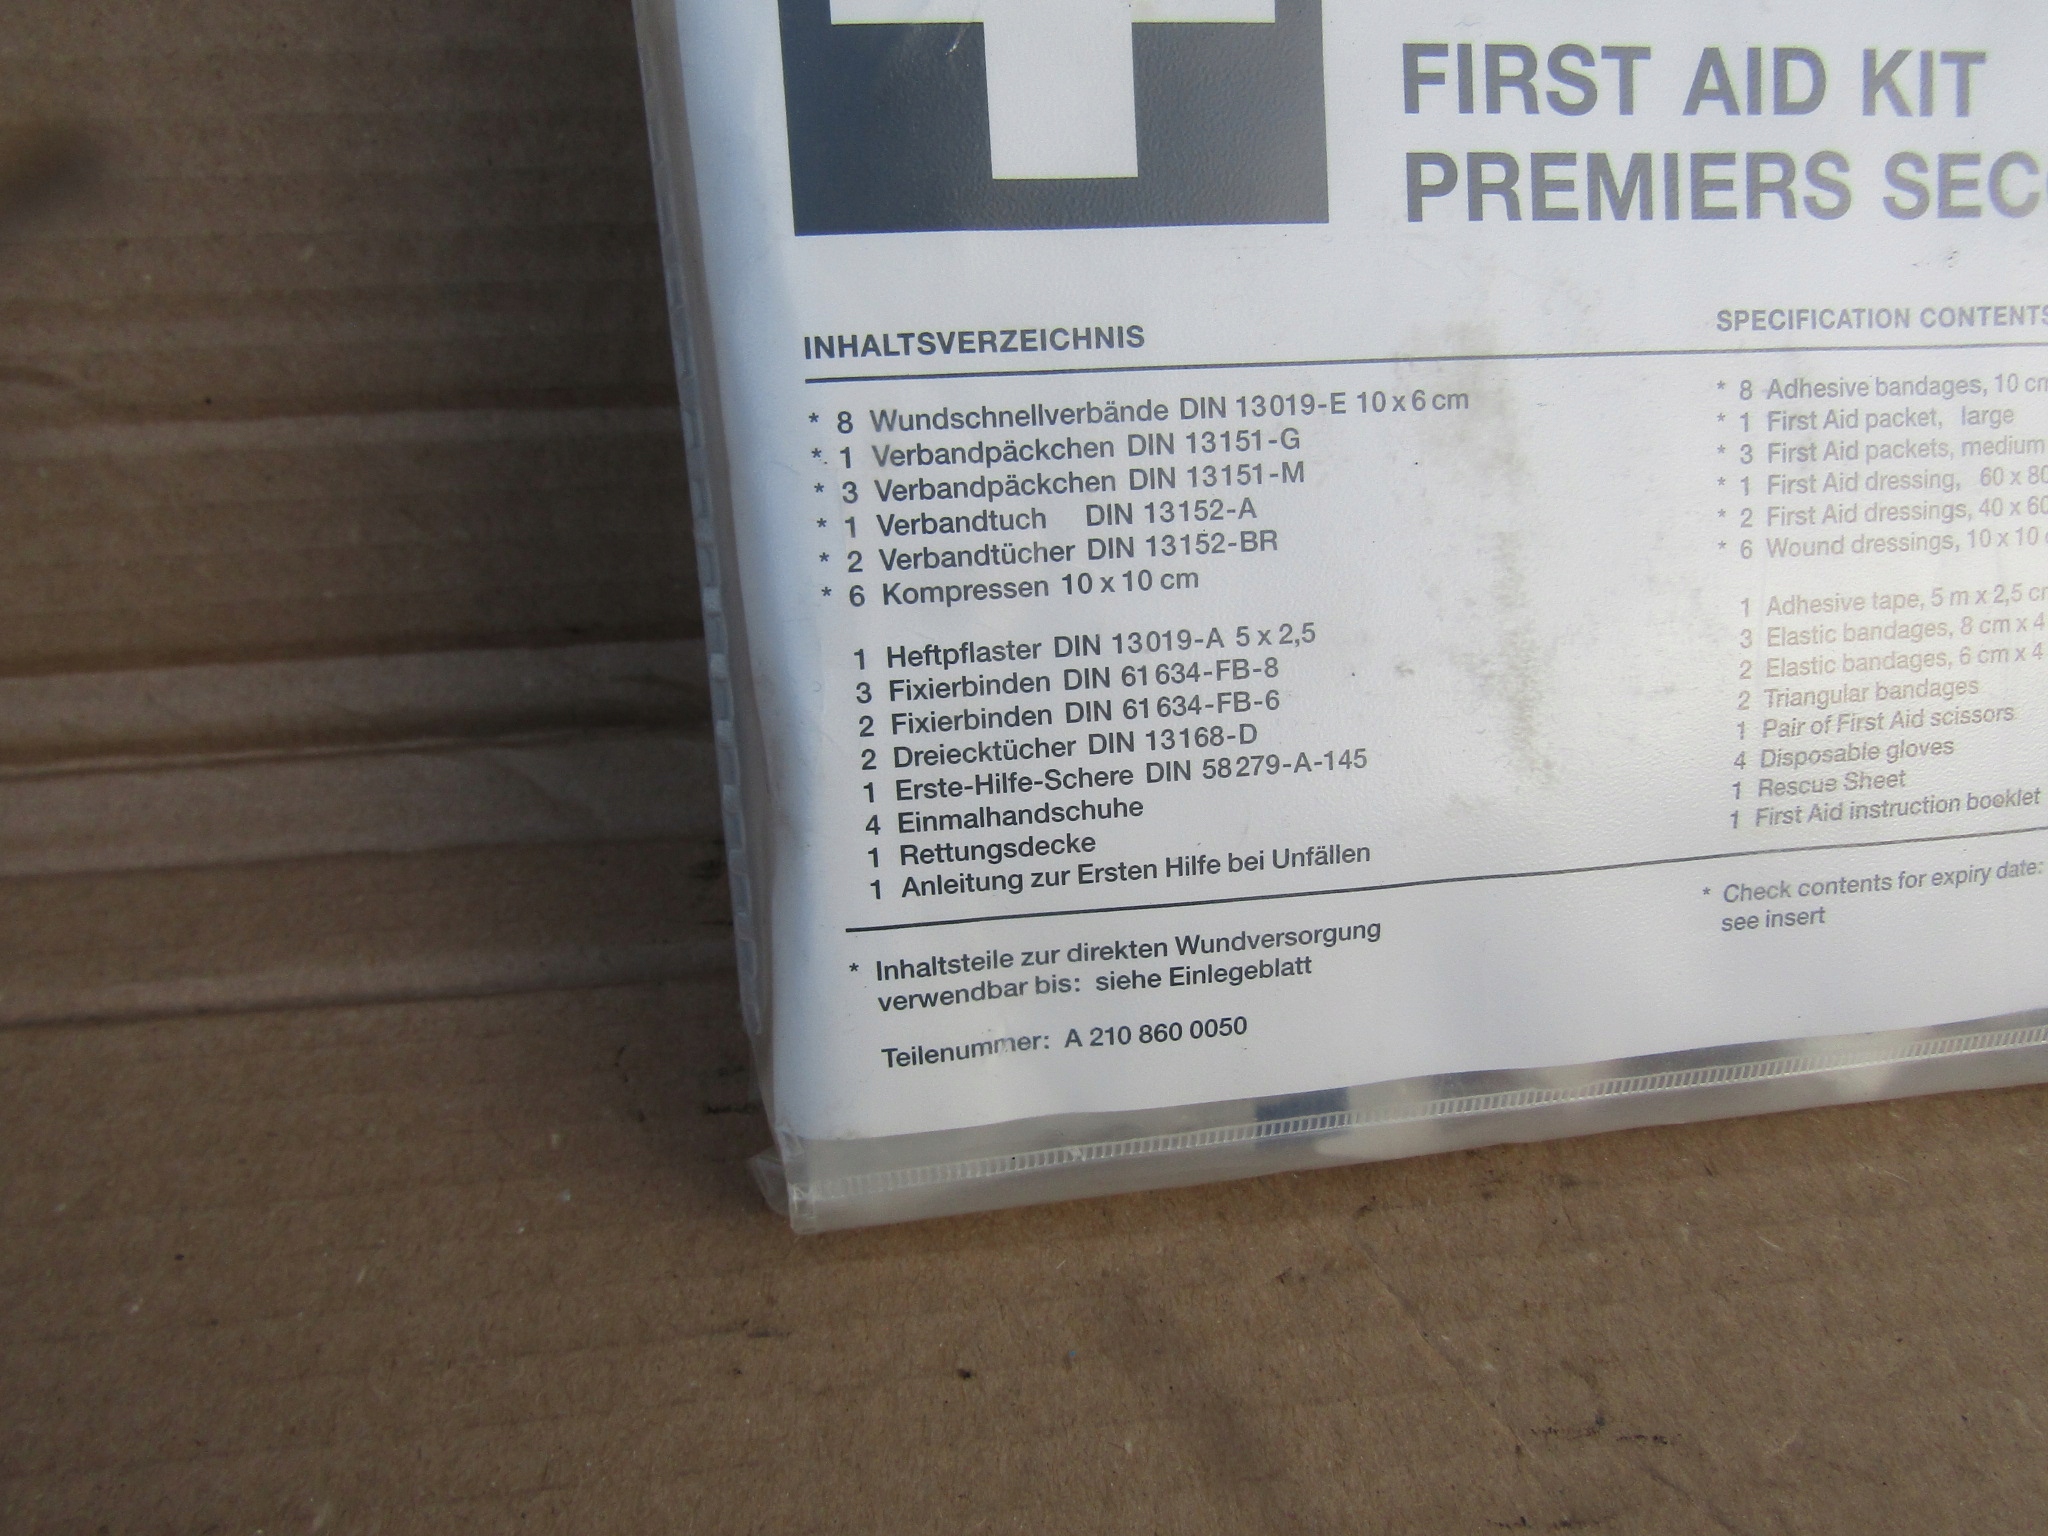 FIRST AID KIT
PREMIERS
INHALTSVERZEICHNIS
* 8 Wundschnellverbände DIN 13019-E 10 x 6 cm
* 1 Verbandpäckchen DIN 13151-G
* 3 Verbandpäckchen DIN 13151-M
* 1 Verbandtuch DIN 13152-A
* 2 Verbandtücher DIN 13152-BR
* 6 Kompressen 10 x 10 cm
1 Heftpflaster DIN 13019-A 5 x 2,5
3 Fixierbinden DIN 61634-FB-8
2 Fixierbinden DIN 61634-FB-6
2 Dreiecktücher DIN 13168-D
1 Erste-Hilfe-Schere DIN 58279-A-145
4 Einmalhandschuhe
1 Rettungsdecke
1 Anleitung zur Ersten Hilfe bei Unfällen
* Inhaltsteile zur direkten Wundversorgung
verwendbar bis: siehe Einlegeblatt
Teilenummer: A 210 860 0050
SPECIFICATION CONTENTS
* 8 Adhesive bandages, 10 cm
* 1 First Aid packet, large
* 3 First Aid packets, medium
* 1 First Aid dressing, 60 x 80
* 2 First Aid dressings, 40 x 60
* 6 Wound dressings, 10 x 10
1 Adhesive tape, 5 m x 2,5 cm
3 Elastic bandages, 8 cm x 4
2 Elastic bandages, 6 cm x 4
2 Triangular bandages
1 Pair of First Aid scissors
4 Disposable gloves
1 Rescue Sheet
1 First Aid instruction booklet
* Check contents for expiry date:
see insert